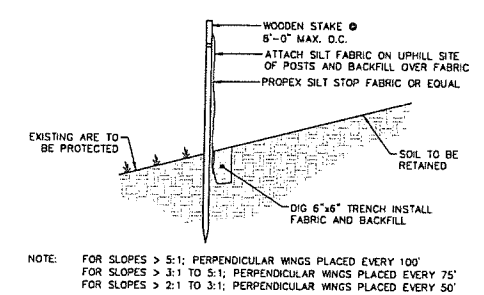 WOODEN STAKE @
6'-0" MAX. O.C.
ATTACH SILT FABRIC ON UPHILL SITE
OF POSTS AND BACKFILL OVER FABRIC
PROPEX SILT STOP FABRIC OR EQUAL
EXISTING ARE TO
BE PROTECTED
SOIL TO BE
RETAINED
DIG 6"x6" TRENCH INSTALL
FABRIC AND BACKFILL
NOTE: FOR SLOPES > 5:1; PERPENDICULAR WINGS PLACED EVERY 100'
FOR SLOPES > 3:1 TO 5:1; PERPENDICULAR WINGS PLACED EVERY 75'
FOR SLOPES > 2:1 TO 3:1; PERPENDICULAR WINGS PLACED EVERY 50'